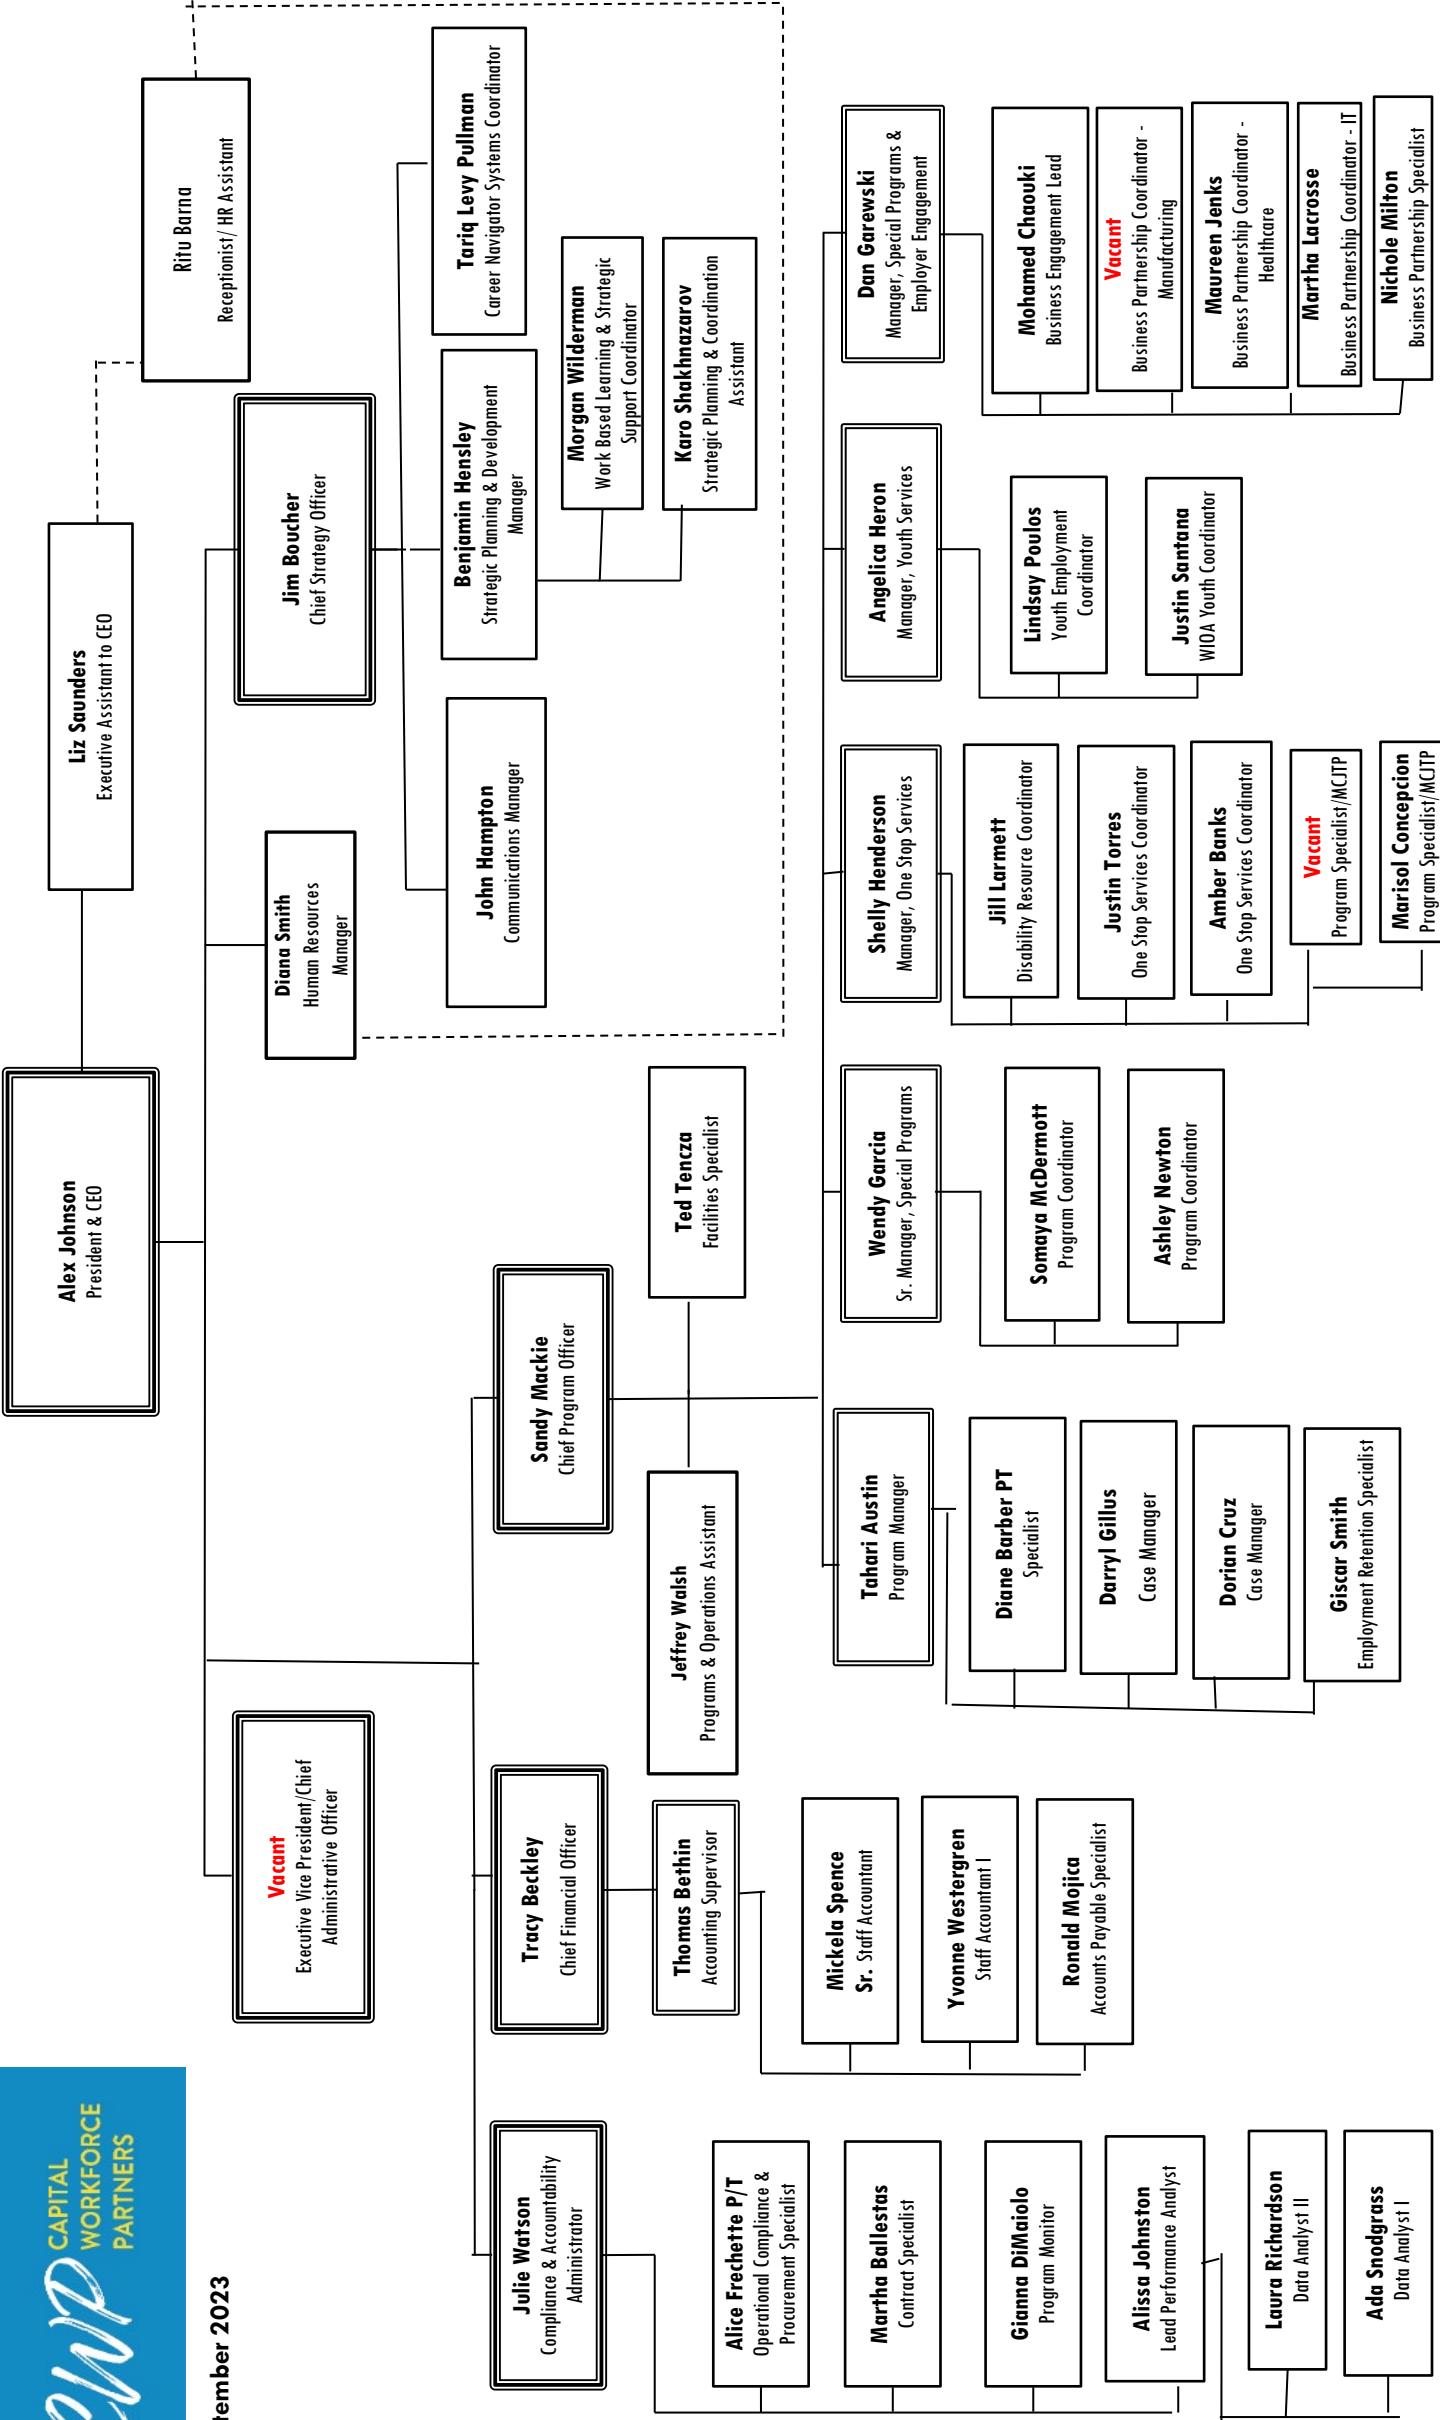 CAPITAL
WORKFORCE
PARTNERS
tember 2023
Alex Johnson
President & CEO
Liz Saunders
Executive Assistant to CEO
Ritu Barna
Receptionist/ HR Assistant
Vacant
Executive Vice President/Chief
Administrative Officer
Diana Smith
Human Resources
Manager
Jim Boucher
Chief Strategy Officer
John Hampton
Communications Manager
Benjamin Hensley
Strategic Planning & Development
Manager
Tariq Levy Pullman
Career Navigator Systems Coordinator
Morgan Wilderman
Work Based Learning & Strategic
Support Coordinator
Karo Shakhnazarov
Strategic Planning & Coordination
Assistant
Julie Watson
Compliance & Accountability
Administrator
Tracy Beckley
Chief Financial Officer
Sandy Mackie
Chief Program Officer
Thomas Bethin
Accounting Supervisor
Jeffrey Walsh
Programs & Operations Assistant
Ted Tencza
Facilities Specialist
Alice Frechette P/T
Operational Compliance &
Procurement Specialist
Martha Ballestas
Contract Specialist
Gianna DiMaiolo
Program Monitor
Alissa Johnston
Lead Performance Analyst
Laura Richardson
Data Analyst II
Ada Snodgrass
Data Analyst I
Mickela Spence
Sr. Staff Accountant
Yvonne Westergren
Staff Accountant I
Ronald Mojica
Accounts Payable Specialist
Tahari Austin
Program Manager
Diane Barber PT
Specialist
Darryl Gillus
Case Manager
Dorian Cruz
Case Manager
Giscar Smith
Employment Retention Specialist
Wendy Garcia
Sr. Manager, Special Programs
Somaya McDermott
Program Coordinator
Ashley Newton
Program Coordinator
Shelly Henderson
Manager, One Stop Services
Jill Larmett
Disability Resource Coordinator
Justin Torres
One Stop Services Coordinator
Amber Banks
One Stop Services Coordinator
Vacant
Program Specialist/MCJTP
Marisol Concepcion
Program Specialist/MCJTP
Angelica Heron
Manager, Youth Services
Lindsay Poulos
Youth Employment
Coordinator
Justin Santana
WIOA Youth Coordinator
Dan Garewski
Manager, Special Programs &
Employer Engagement
Mohamed Chaouki
Business Engagement Lead
Vacant
Business Partnership Coordinator -
Manufacturing
Maureen Jenks
Business Partnership Coordinator -
Healthcare
Martha Lacrosse
Business Partnership Coordinator - IT
Nichole Milton
Business Partnership Specialist